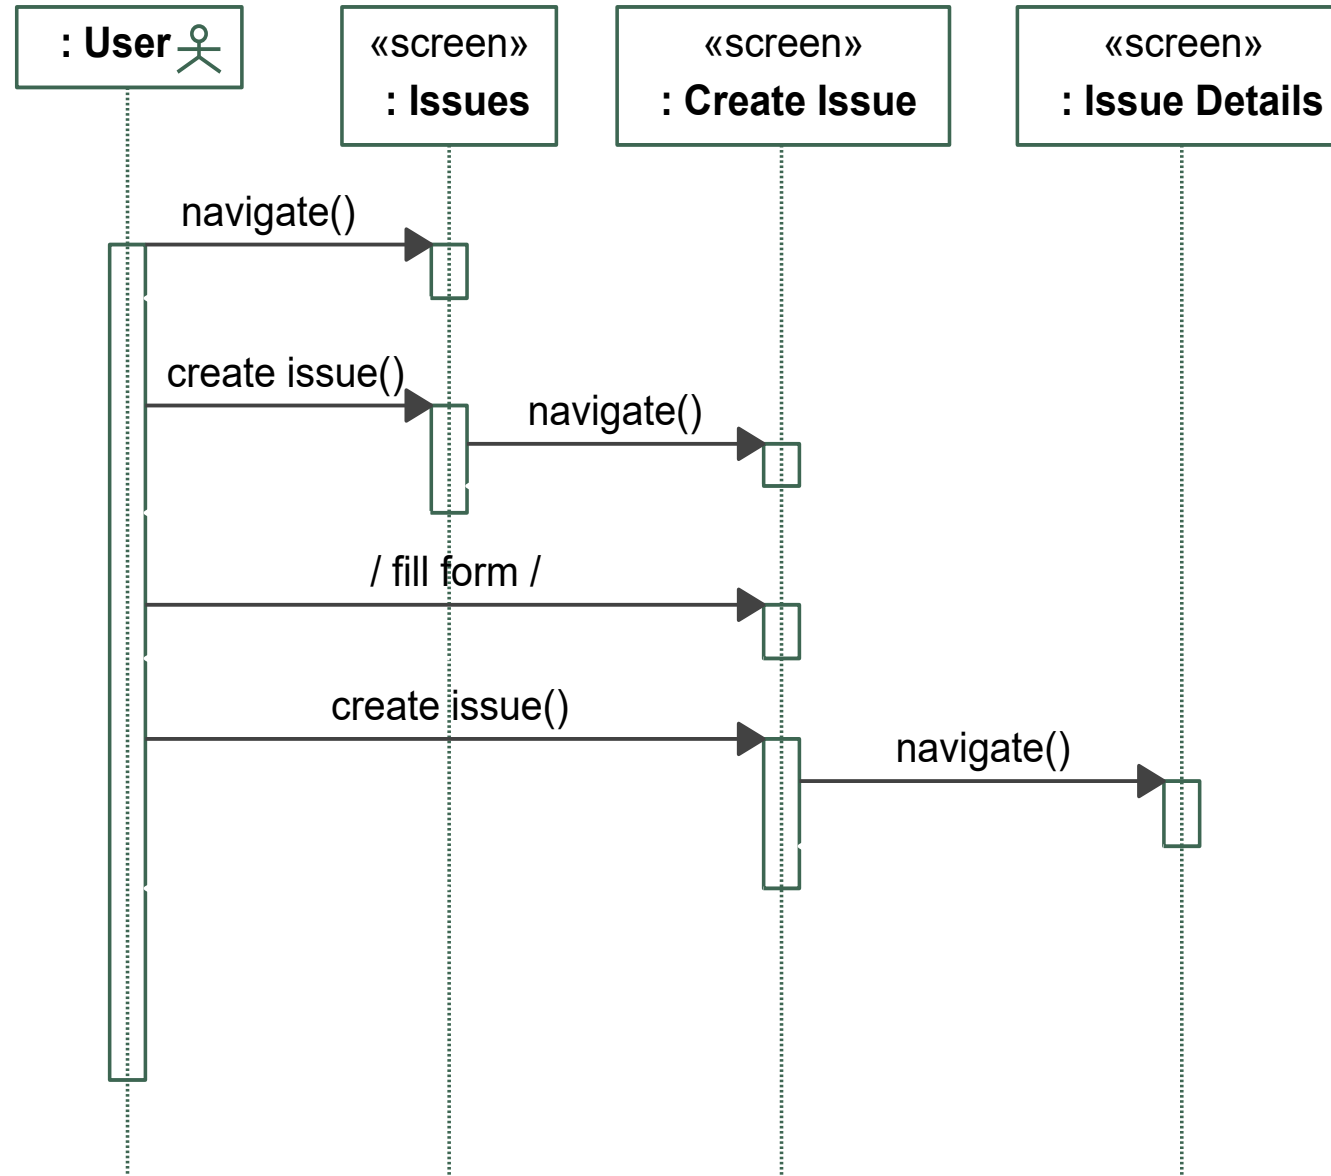 : User
«screen»
: Issues
«screen»
: Create Issue
«screen»
: Issue Details
navigate()
create issue()
navigate()
/ fill form /
create issue()
navigate()